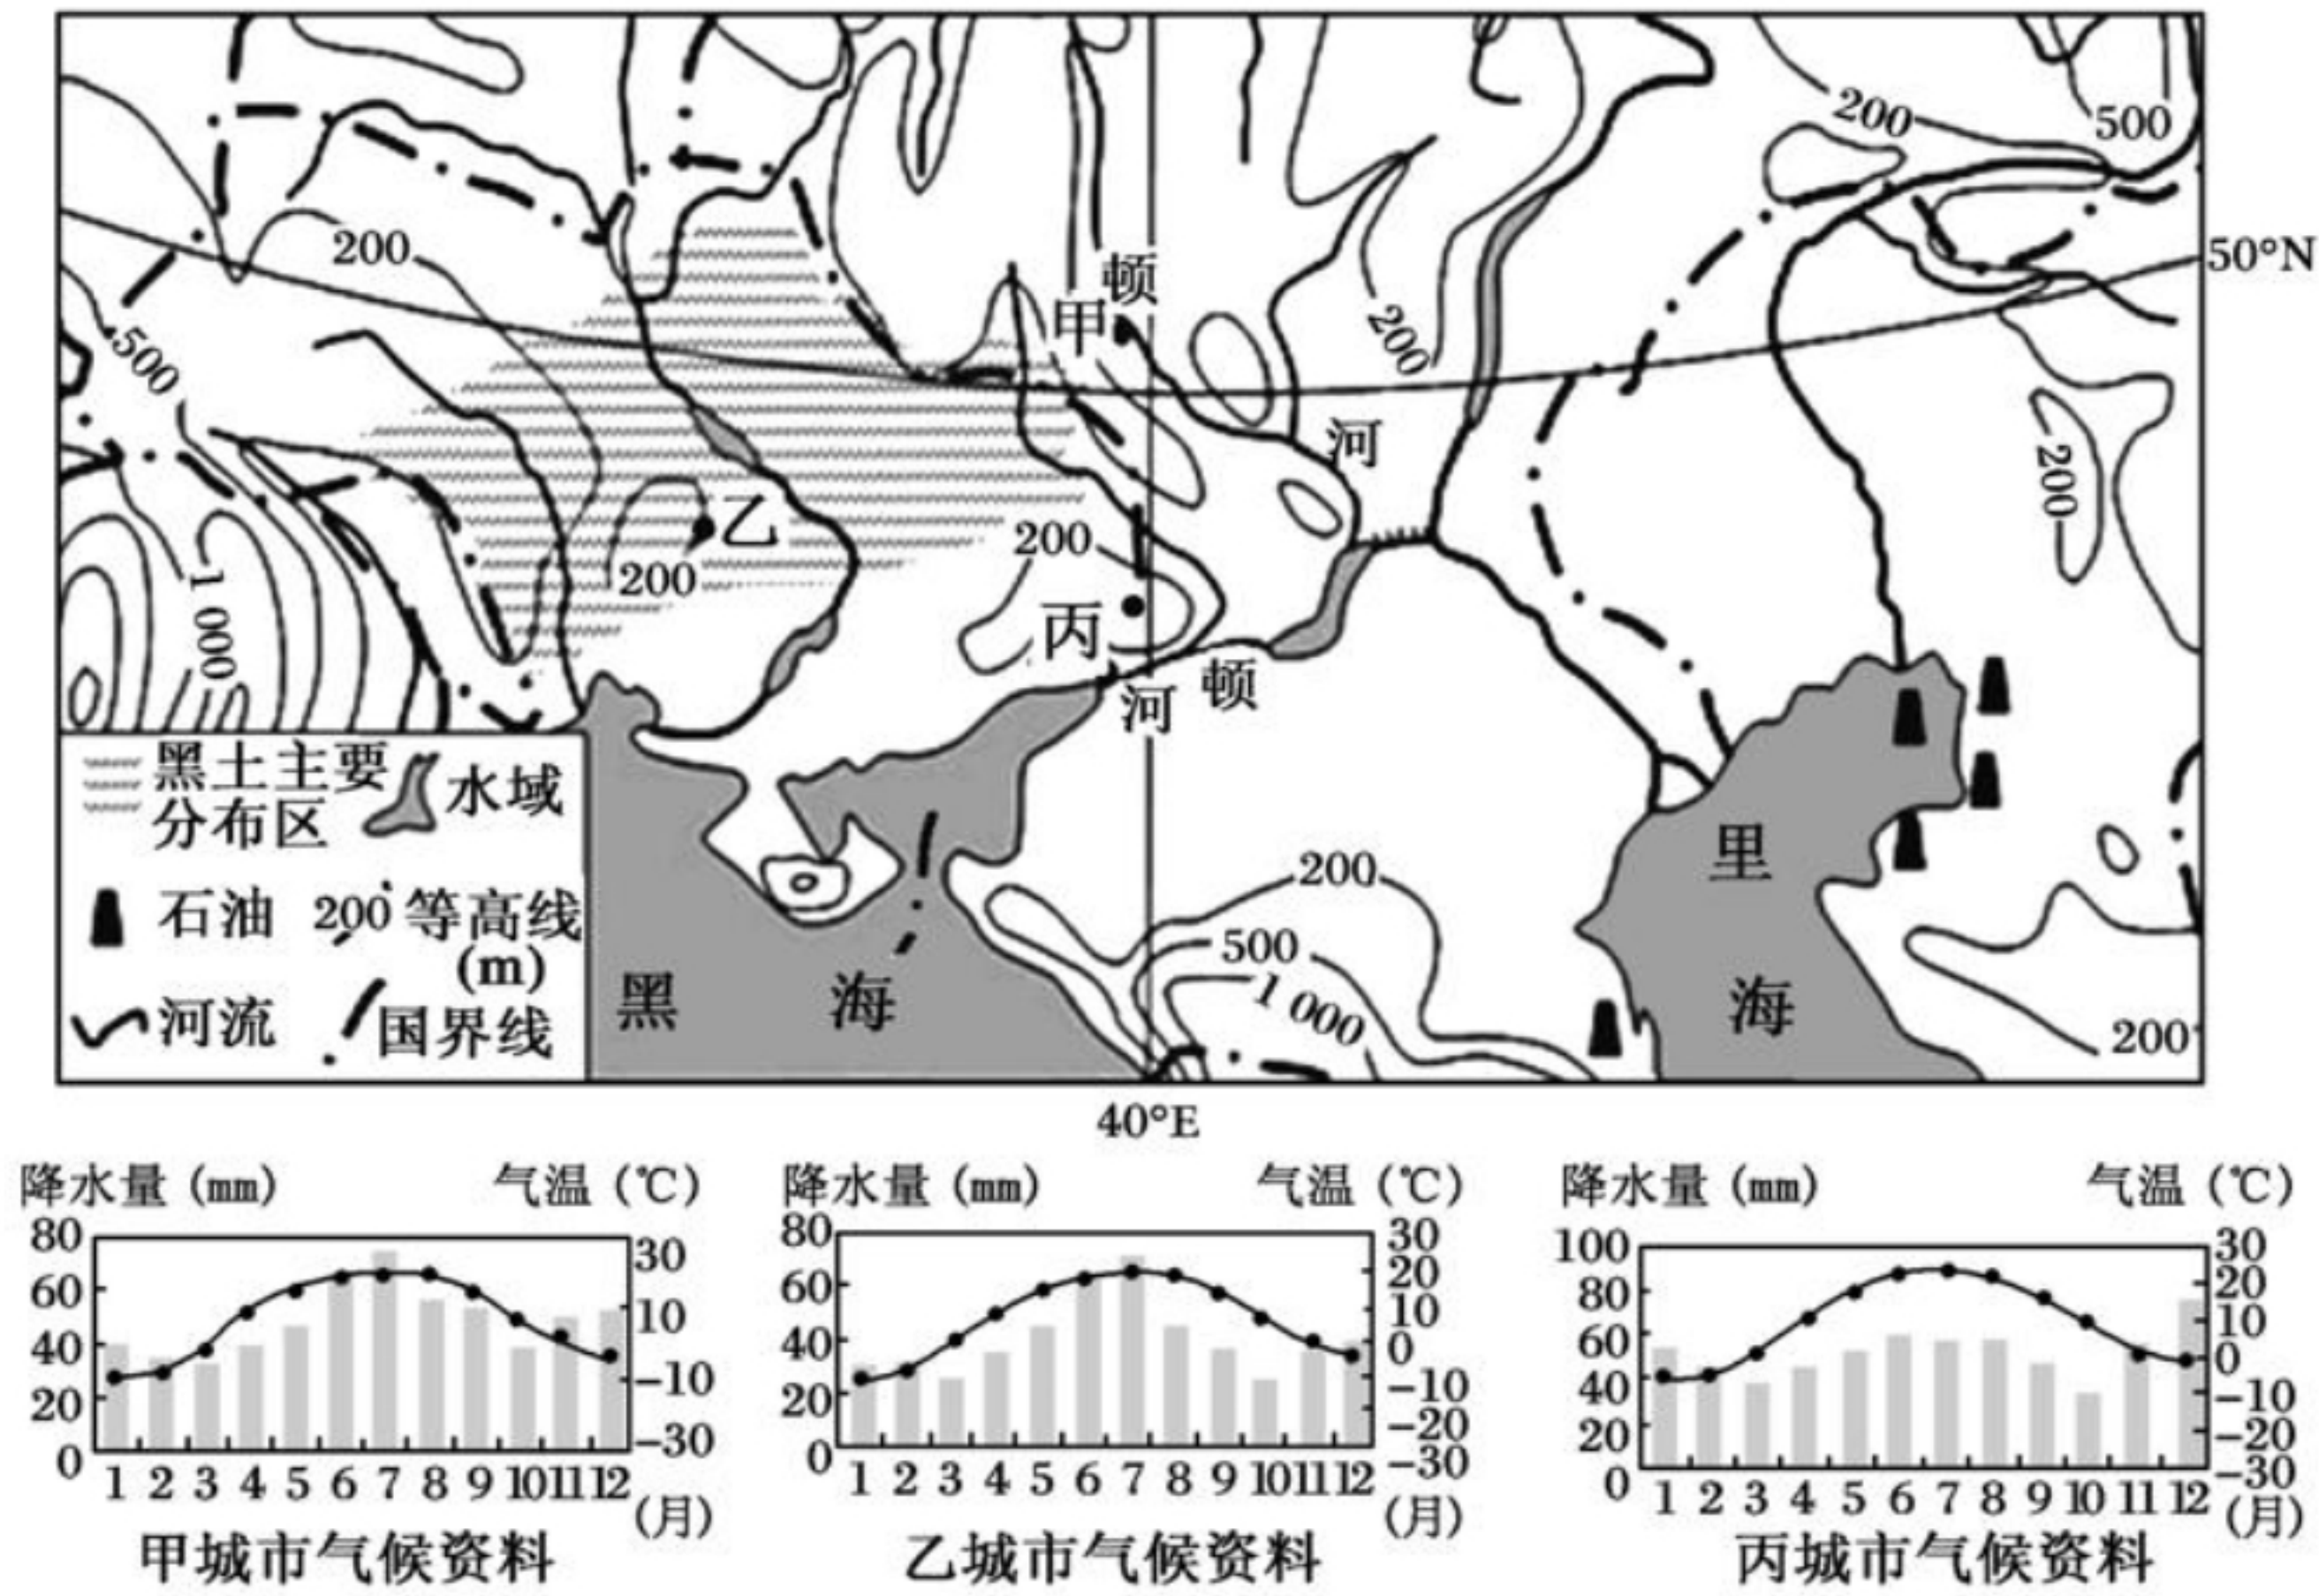 200
500
50°N
200
顿
甲
200
500
河
200
乙
200
200
1 000
丙
顿
河
黑土主要
分布区
水域
石油
200 等高线
(m)
河流
国界线
里
海
黑 海
200
500
1 000
200
40°E
降水量 (mm) 气温 (℃)
80 30
60 10
40 -10
20 -30
0
1 2 3 4 5 6 7 8 9 10 11 12
(月)
甲城市气候资料
降水量 (mm) 气温 (℃)
80 30
20
60 10
40 0
-10
20 -20
0 -30
1 2 3 4 5 6 7 8 9 10 11 12
(月)
乙城市气候资料
降水量 (mm) 气温 (℃)
100 30
80 20
10
60 0
40 -10
20 -20
0 -30
1 2 3 4 5 6 7 8 9 10 11 12
(月)
丙城市气候资料